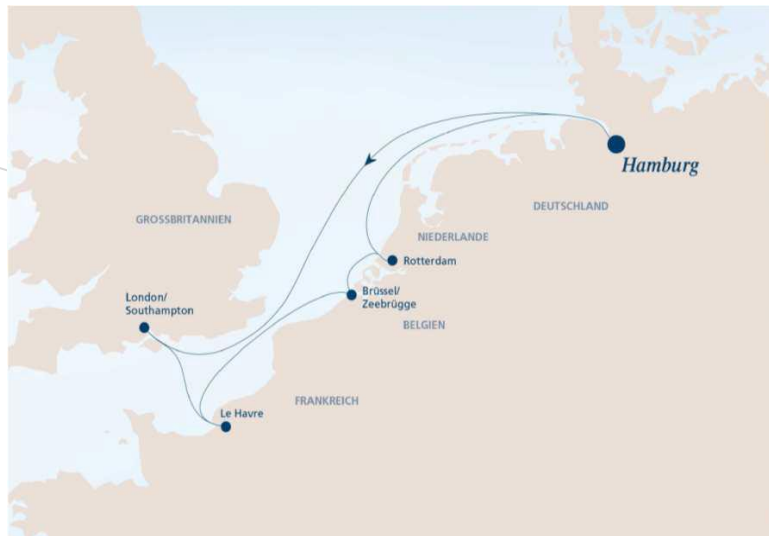 Hamburg
DEUTSCHLAND
GROSSBRITANNIEN
NIEDERLANDE
Rotterdam
Brüssel/
Zeebrügge
London/
Southampton
BELGIEN
FRANKREICH
Le Havre